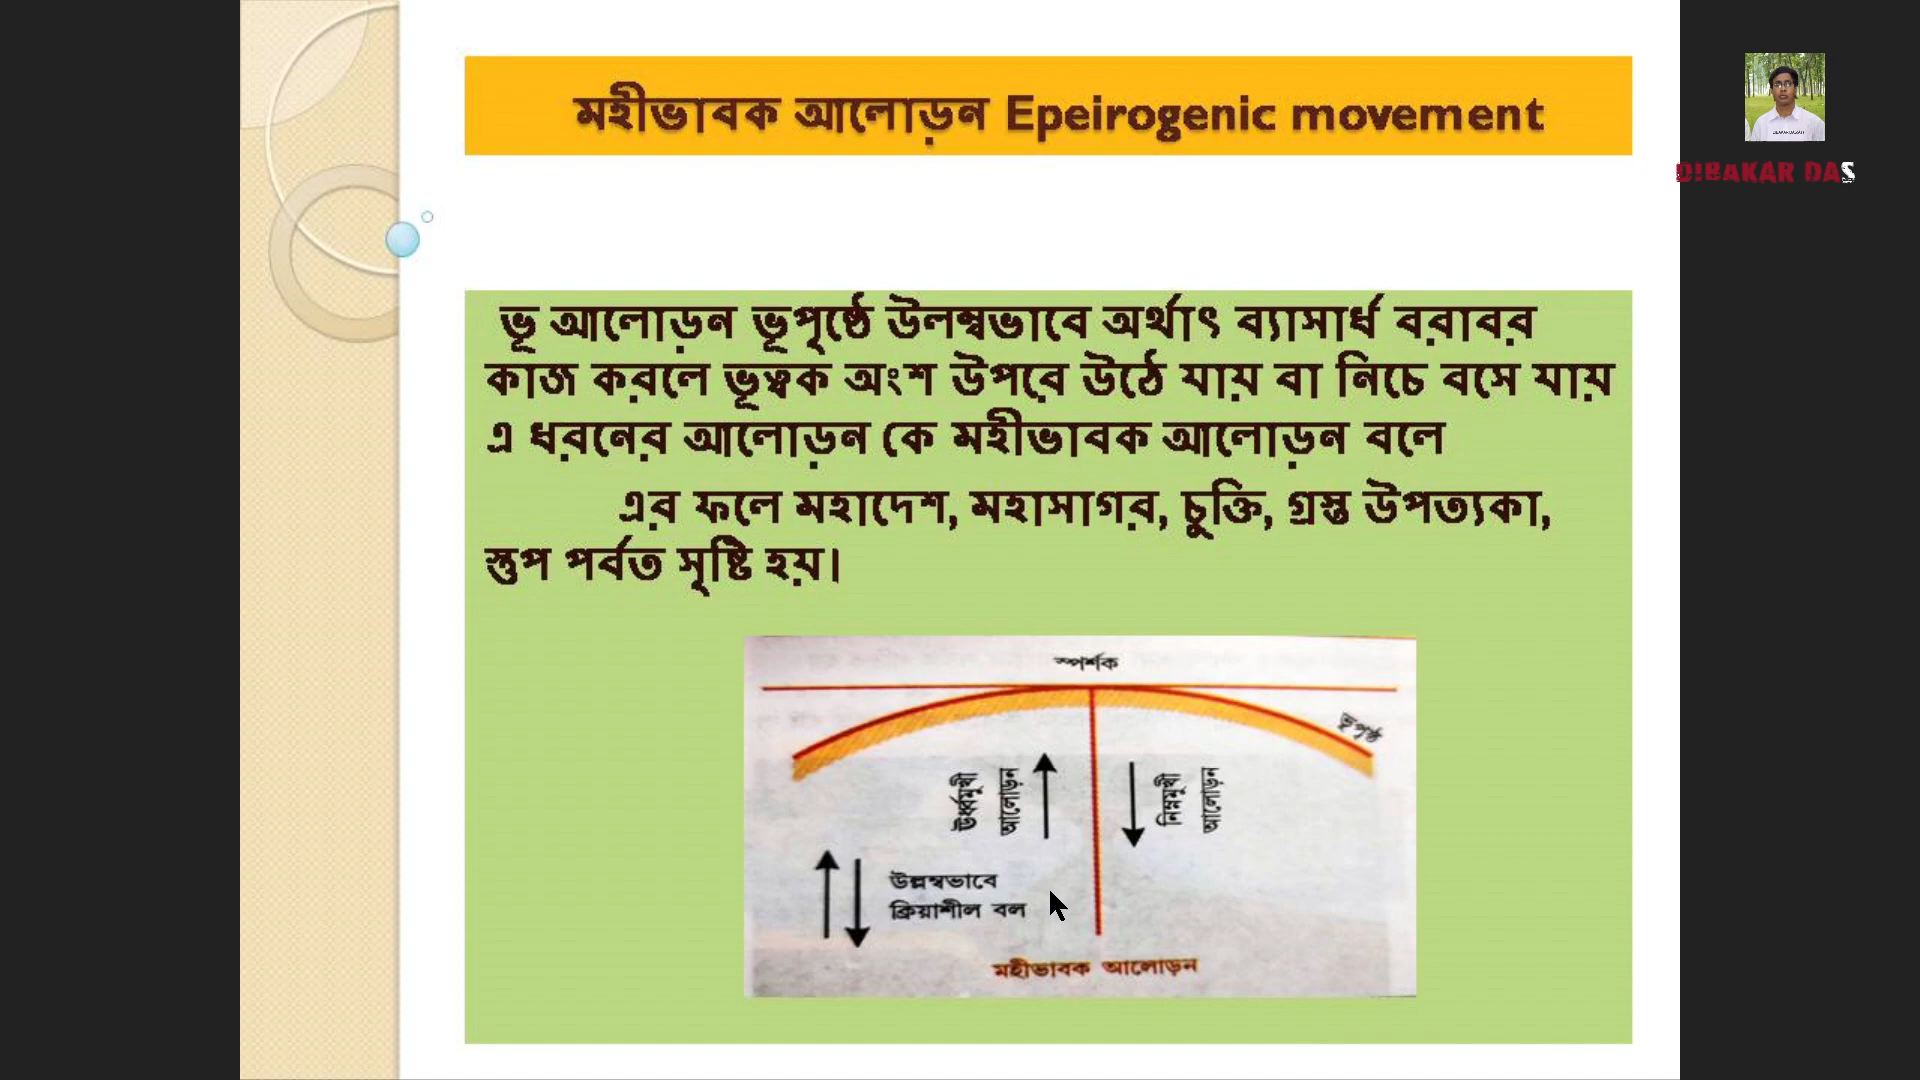 মহীভাবক আলোড়ন Epeirogenic movement
DIBAKAR DAS
ভূ আলোড়ন ভূপৃষ্ঠে উলম্বভাবে অর্থাৎ ব্যাসার্ধ বরাবর
কাজ করলে ভূত্বক অংশ উপরে উঠে যায় বা নিচে বসে যায়
এ ধরনের আলোড়ন কে মহীভাবক আলোড়ন বলে
এর ফলে মহাদেশ, মহাসাগর, চুক্তি, গ্রস্ত উপত্যকা,
স্তুপ পর্বত সৃষ্টি হয়।
স্পর্শক
ভূপৃষ্ঠ
ঊর্ধ্বমুখী
আলোড়ন
নিম্নমুখী
আলোড়ন
উল্লম্বভাবে
ক্রিয়াশীল বল
মহীভাবক আলোড়ন